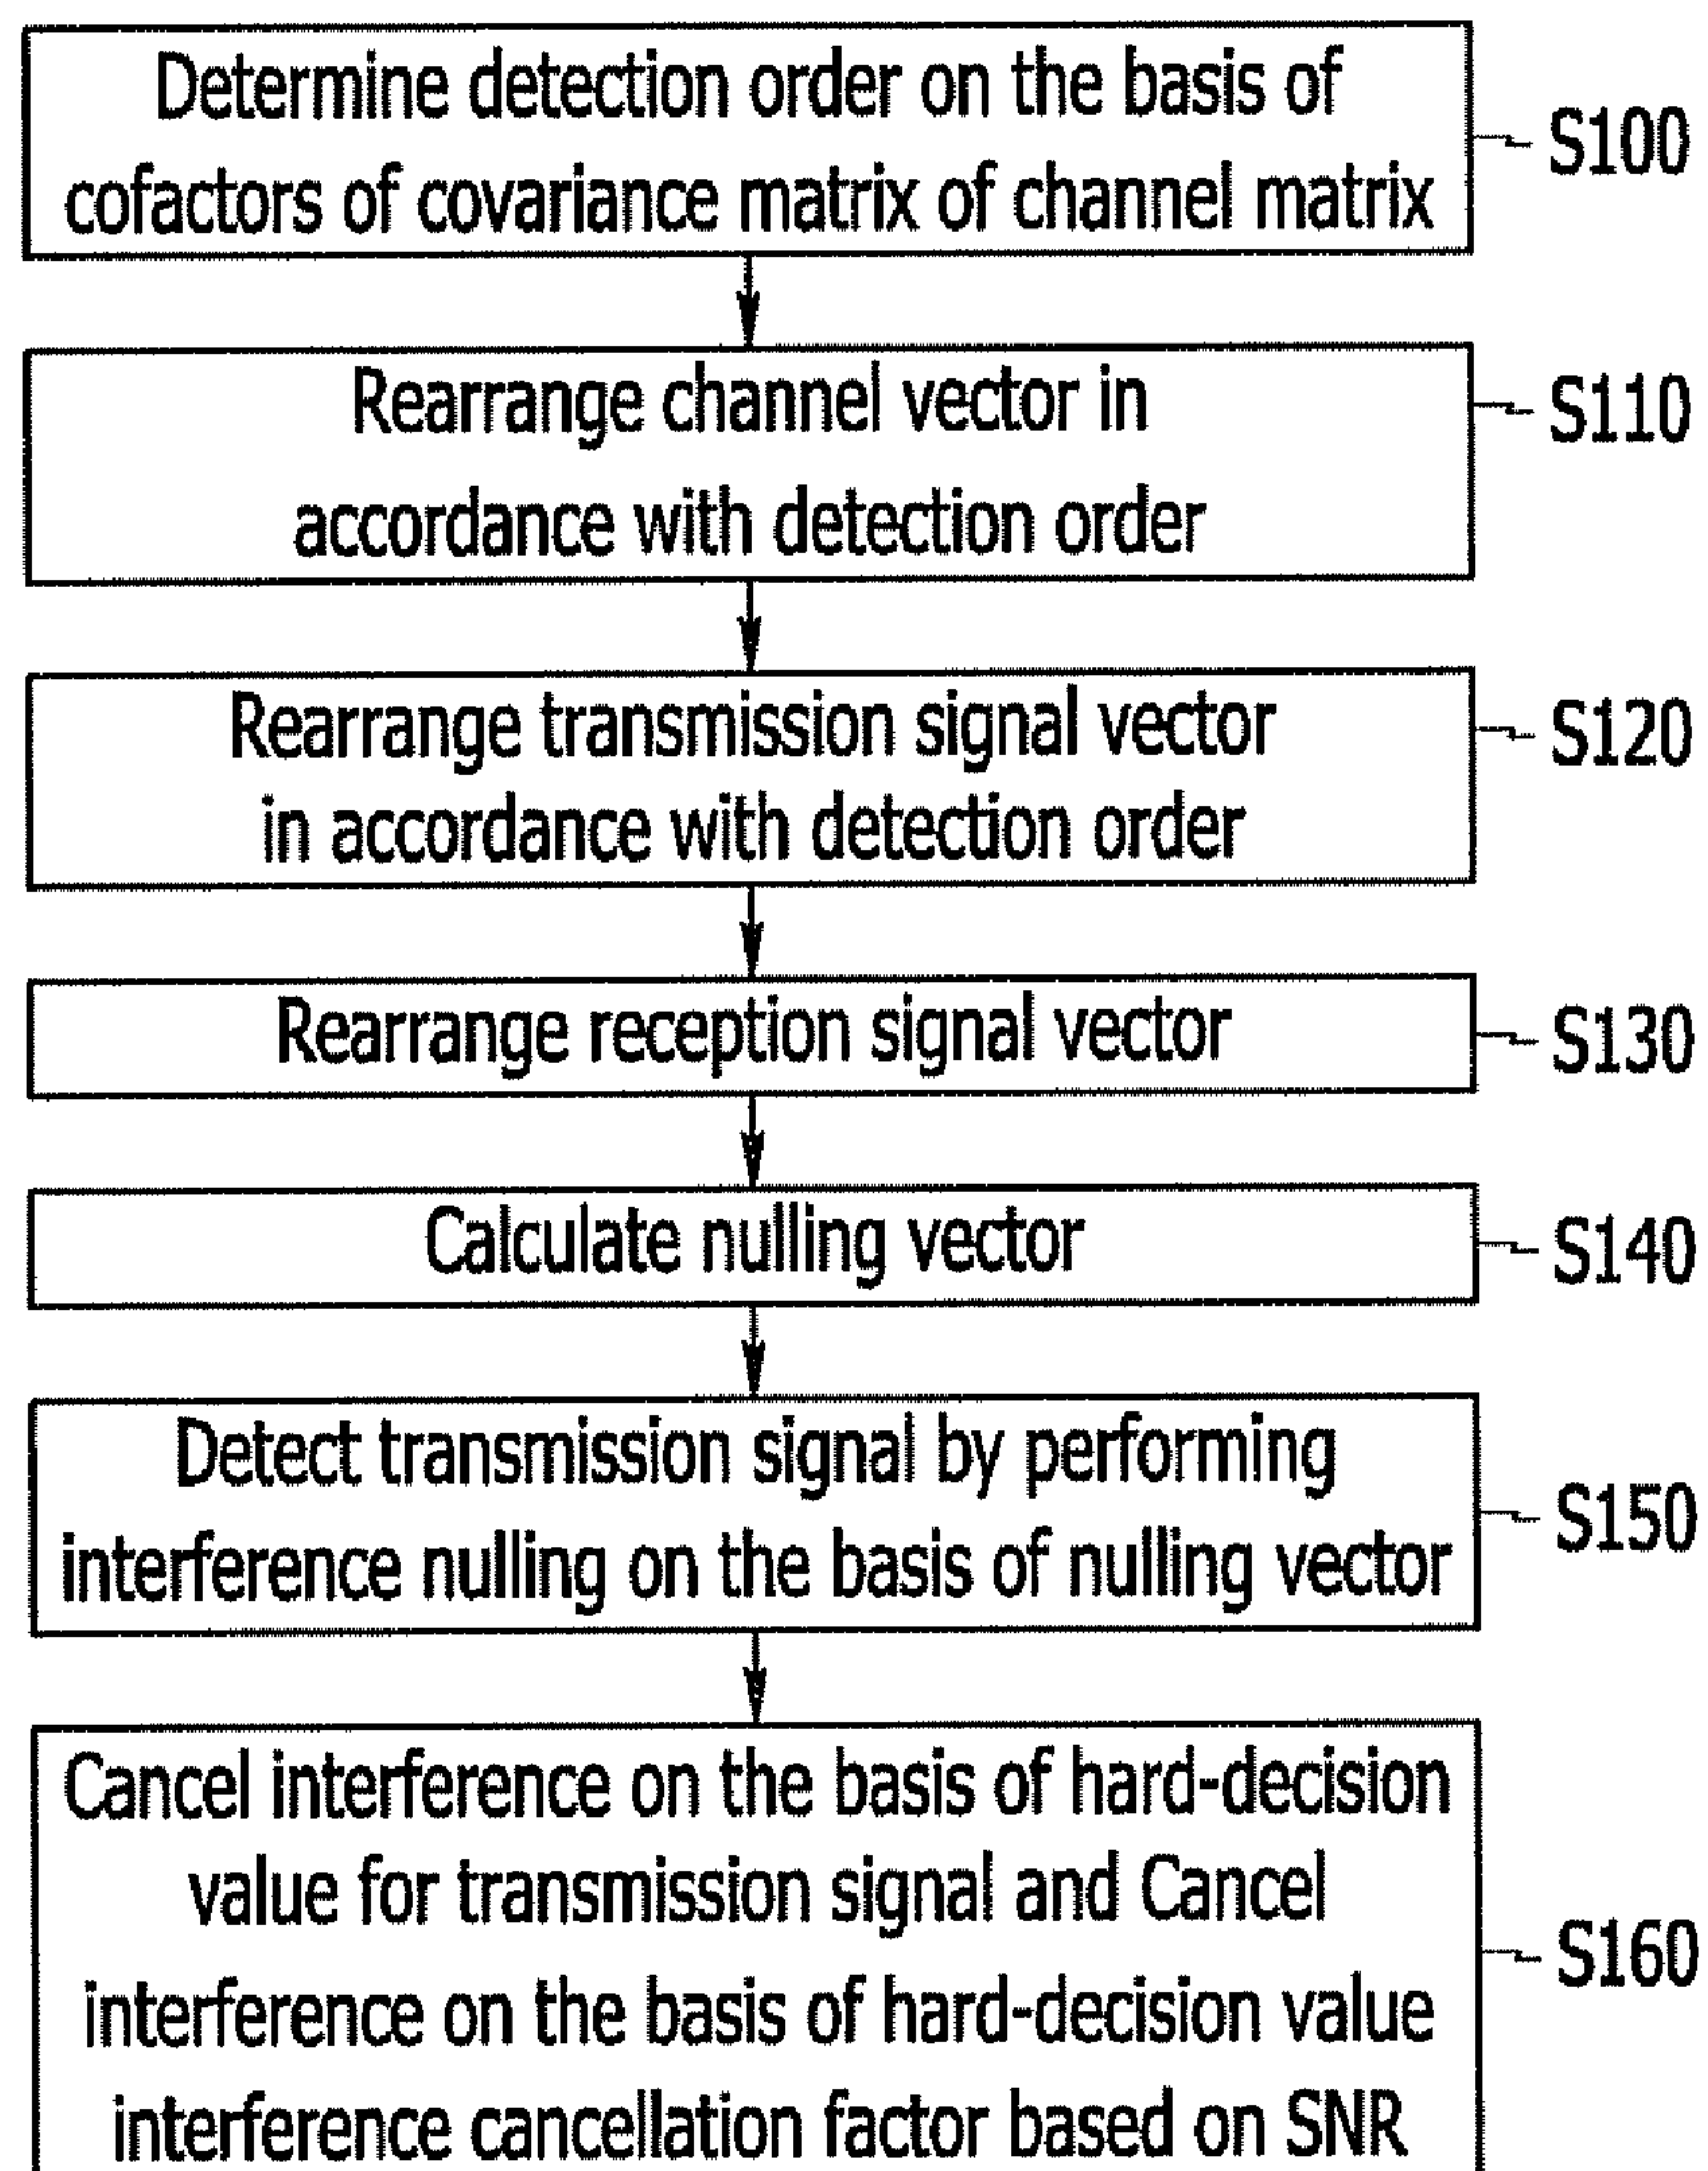 Determine detection order on the basis of
cofactors of covariance matrix of channel matrix
S100
Rearrange channel vector in
accordance with detection order
S110
Rearrange transmission signal vector
in accordance with detection order
S120
Rearrange reception signal vector
S130
Calculate nulling vector
S140
Detect transmission signal by performing
interference nulling on the basis of nulling vector
S150
Cancel interference on the basis of hard-decision
value for transmission signal and Cancel
interference on the basis of hard-decision value
interference cancellation factor based on SNR
S160